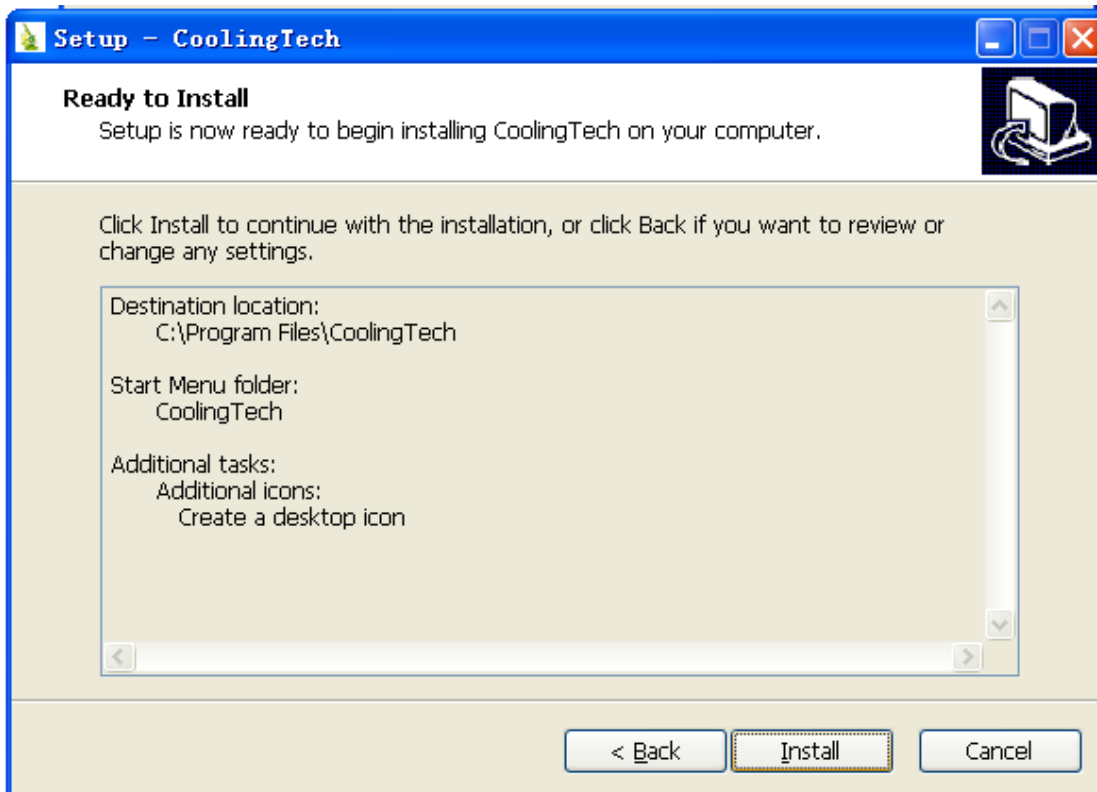 Setup - CoolingTech
Ready to Install
Setup is now ready to begin installing CoolingTech on your computer.
Click Install to continue with the installation, or click Back if you want to review or
change any settings.
Destination location:
C:\Program Files\CoolingTech
Start Menu folder:
CoolingTech
Additional tasks:
Additional icons:
Create a desktop icon
< Back
Install
Cancel